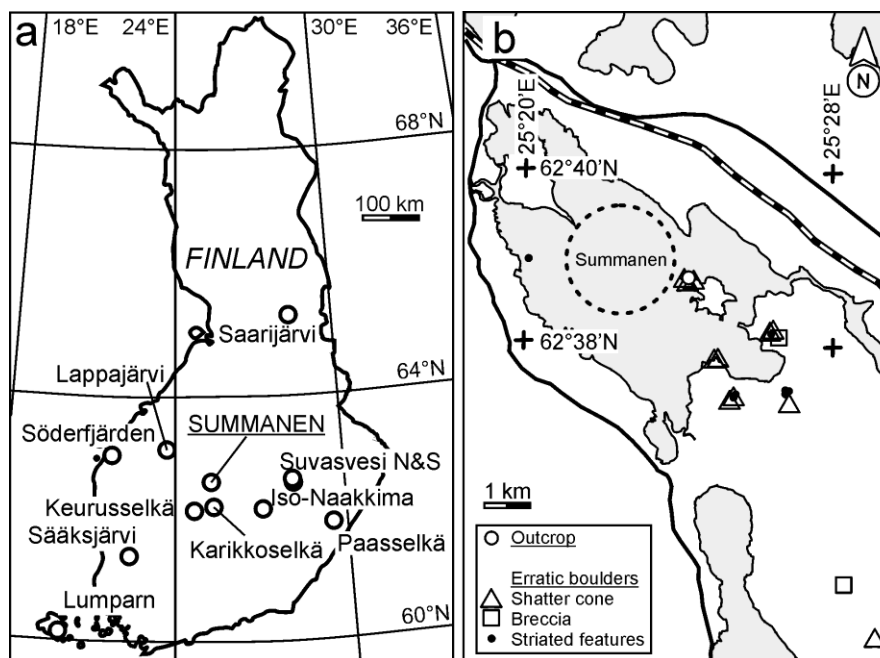 a
18°E
24°E
30°E
36°E
68°N
100 km
FINLAND
Saarijärvi
Lappajärvi
64°N
Söderfjärden
SUMMANEN
Suvasvesi N&S
Keurusselkä
Iso-Naakkima
Sääksjärvi
Karikkoselkä
Paasselkä
Lumparn
60°N
b
N
25°20'E
25°28'E
62°40'N
Summanen
62°38'N
1 km
Outcrop
Erratic boulders
Shatter cone
Breccia
Striated features